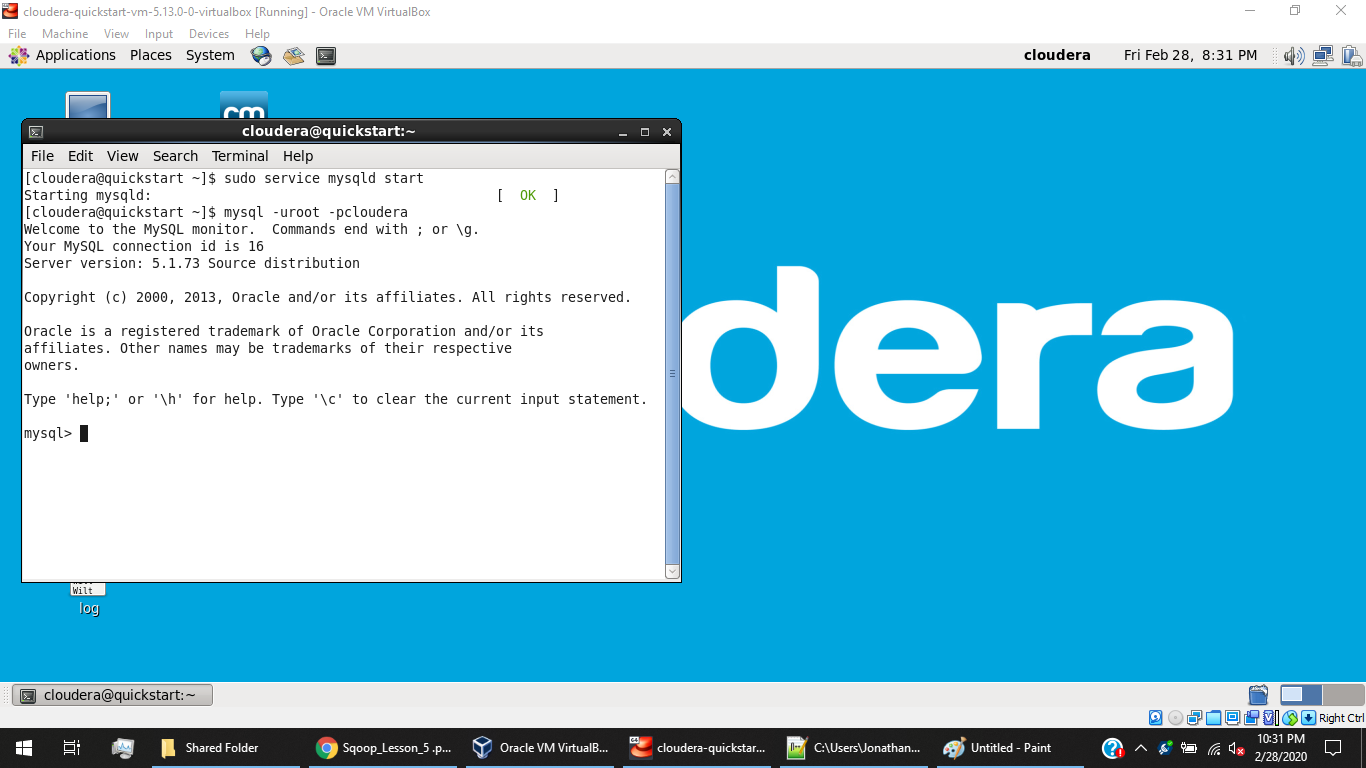 cloudera-quickstart-vm-5.13.0-0-virtualbox [Running] - Oracle VM VirtualBox
File Machine View Input Devices Help
Applications Places System cloudera Fri Feb 28, 8:31 PM
cm
cloudera@quickstart:~
File Edit View Search Terminal Help
[cloudera@quickstart ~]$ sudo service mysqld start
Starting mysqld: [ OK ]
[cloudera@quickstart ~]$ mysql -uroot -pcloudera
Welcome to the MySQL monitor. Commands end with ; or \g.
Your MySQL connection id is 16
Server version: 5.1.73 Source distribution
Copyright (c) 2000, 2013, Oracle and/or its affiliates. All rights reserved.
Oracle is a registered trademark of Oracle Corporation and/or its
affiliates. Other names may be trademarks of their respective
owners.
Type 'help;' or '\h' for help. Type '\c' to clear the current input statement.
mysql>
dera
Wilt
log
cloudera@quickstart:~
Right Ctrl
Shared Folder Sqoop_Lesson_5 .p... Oracle VM VirtualB... cloudera-quickstar... C:\Users\Jonathan... Untitled - Paint
10:31 PM
2/28/2020